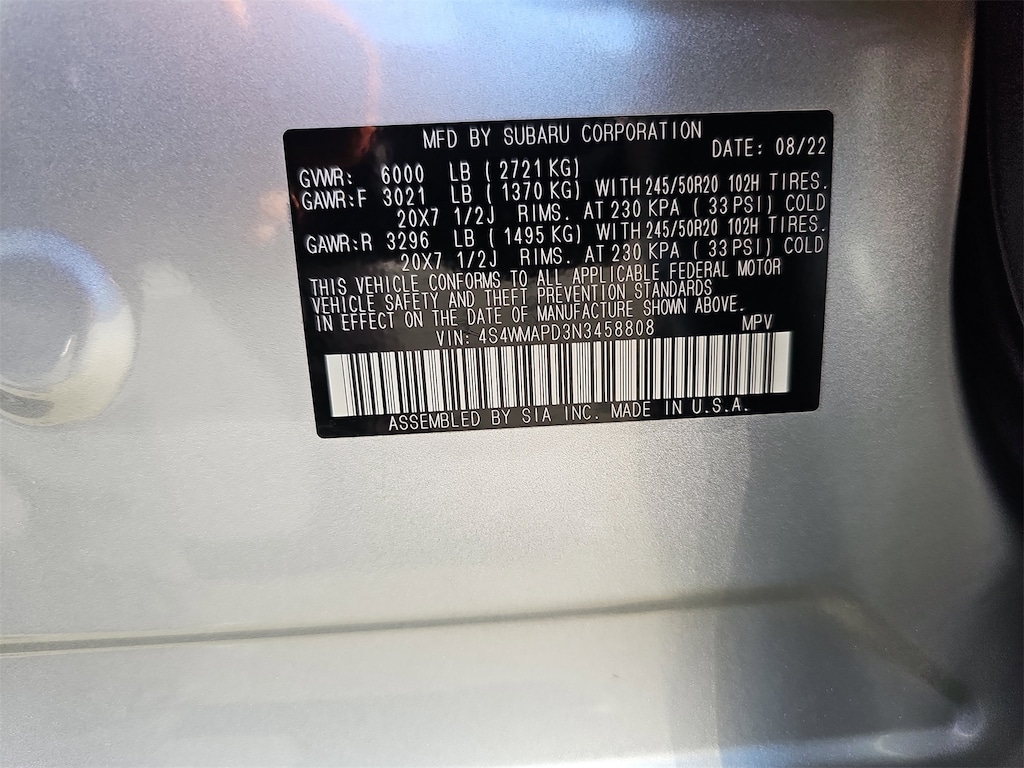 MFD BY SUBARU CORPORATION
DATE: 08/22
GVWR: 6000 LB ( 2721 KG)
GAWR:F 3021 LB ( 1370 KG) WITH 245/50R20 102H TIRES.
20X7 1/2J RIMS. AT 230 KPA ( 33 PSI) COLD
GAWR:R 3296 LB ( 1495 KG) WITH 245/50R20 102H TIRES.
20X7 1/2J RIMS. AT 230 KPA ( 33 PSI) COLD
THIS VEHICLE CONFORMS TO ALL APPLICABLE FEDERAL MOTOR
VEHICLE SAFETY AND THEFT PREVENTION STANDARDS
IN EFFECT ON THE DATE OF MANUFACTURE SHOWN ABOVE.
VIN: 4S4WMAPD3N3458808 MPV
ASSEMBLED BY SIA INC. MADE IN U.S.A.